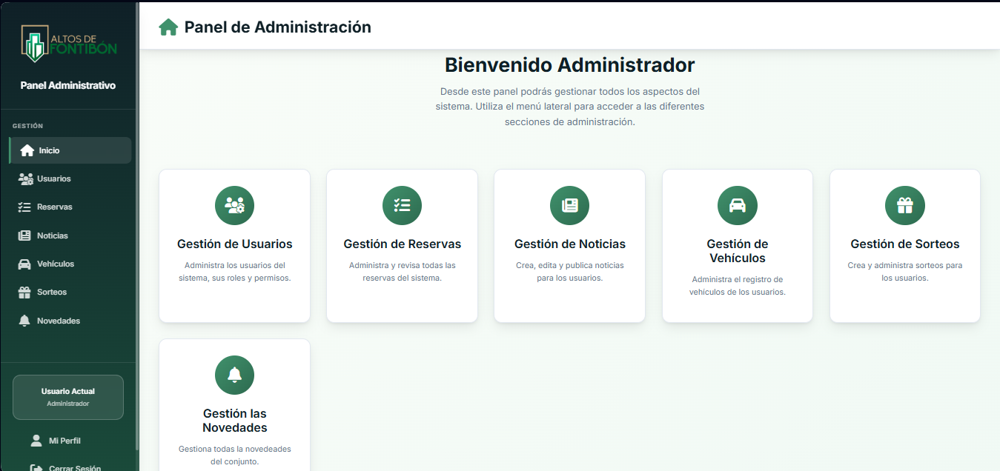 ALTOS DE
FONTIBÓN
Panel Administrativo
GESTIÓN
Inicio
Usuarios
Reservas
Noticias
Vehículos
Sorteos
Novedades
Usuario Actual
Administrador
Mi Perfil
Cerrar Sesión
Panel de Administración
Bienvenido Administrador
Desde este panel podrás gestionar todos los aspectos del
sistema. Utiliza el menú lateral para acceder a las diferentes
secciones de administración.
Gestión de Usuarios
Administra los usuarios del
sistema, sus roles y permisos.
Gestión de Reservas
Administra y revisa todas las
reservas del sistema.
Gestión de Noticias
Crea, edita y publica noticias
para los usuarios.
Gestión de
Vehículos
Administra el registro de
vehículos de los usuarios.
Gestión de Sorteos
Crea y administra sorteos para
los usuarios.
Gestión las
Novedades
Gestiona todas la novedeades
del conjunto.